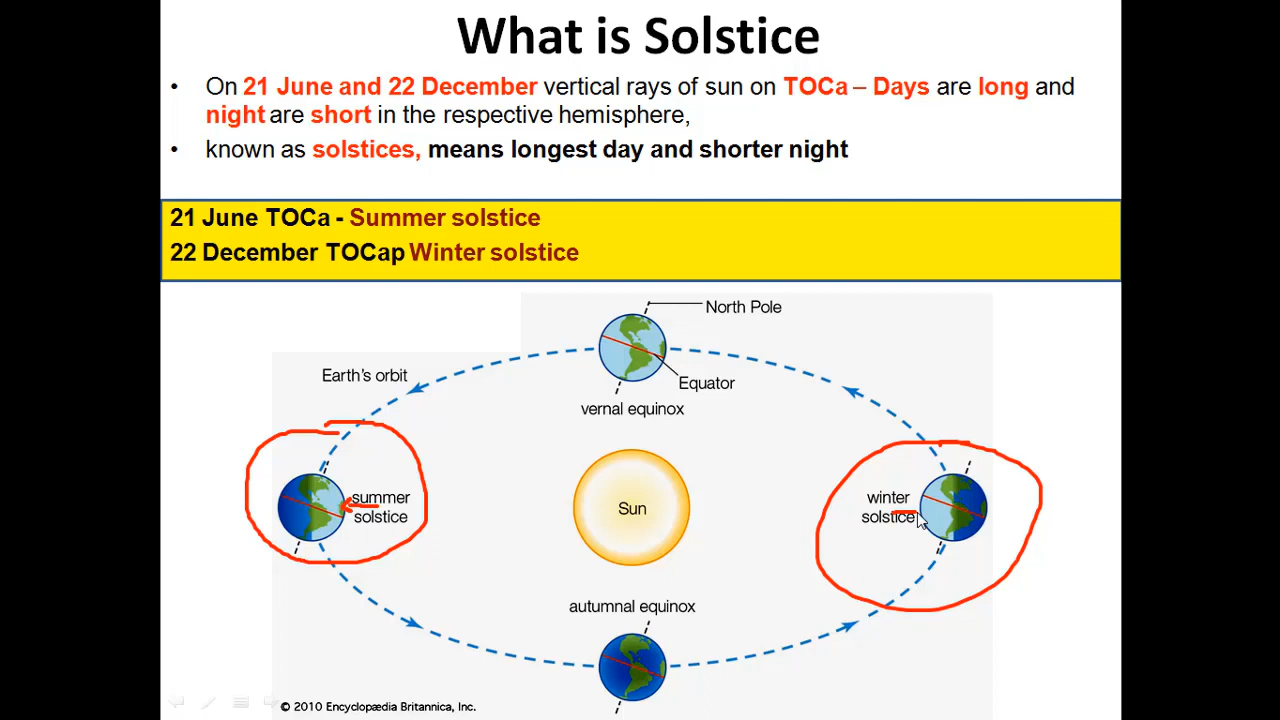 What is Solstice
• On 21 June and 22 December vertical rays of sun on TOCa – Days are long and
night are short in the respective hemisphere,
• known as solstices, means longest day and shorter night
21 June TOCa - Summer solstice
22 December TOCap Winter solstice
North Pole
Earth's orbit
Equator
vernal equinox
summer
solstice
Sun
winter
solstice
autumnal equinox
© 2010 Encyclopædia Britannica, Inc.